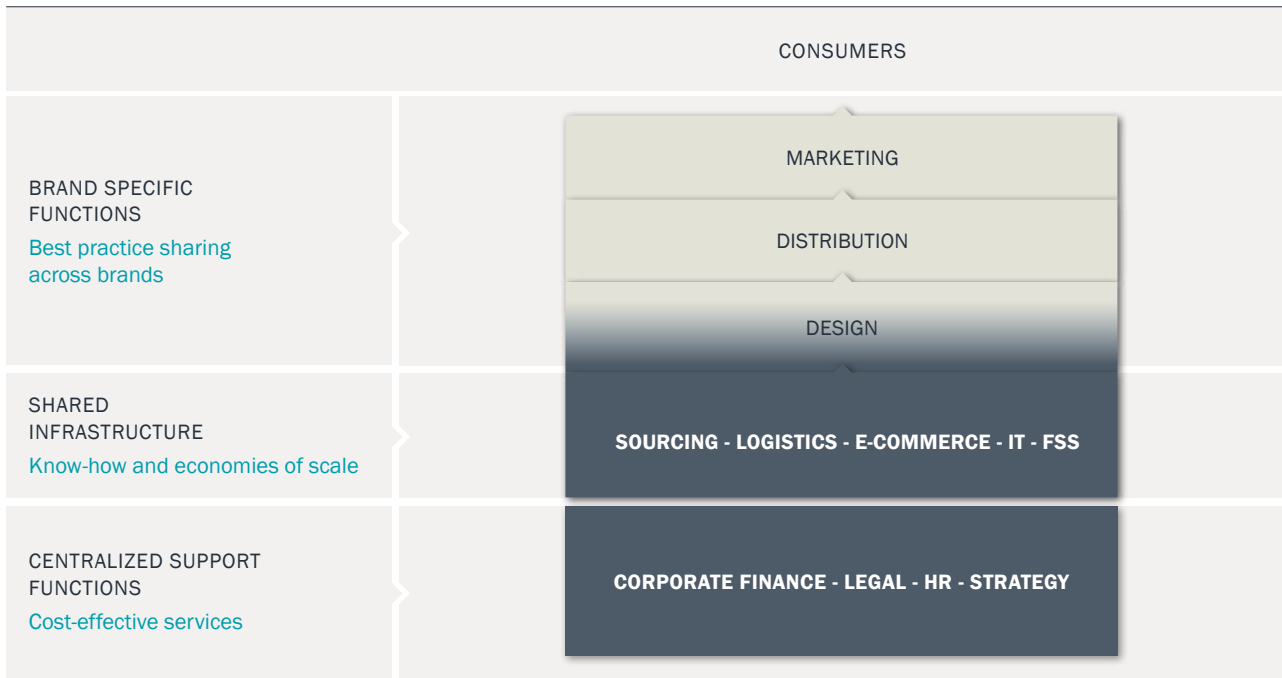 CONSUMERS
BRAND SPECIFIC
FUNCTIONS
Best practice sharing
across brands
MARKETING
DISTRIBUTION
DESIGN
SHARED
INFRASTRUCTURE
Know-how and economies of scale
SOURCING - LOGISTICS - E-COMMERCE - IT - FSS
CENTRALIZED SUPPORT
FUNCTIONS
Cost-effective services
CORPORATE FINANCE - LEGAL - HR - STRATEGY